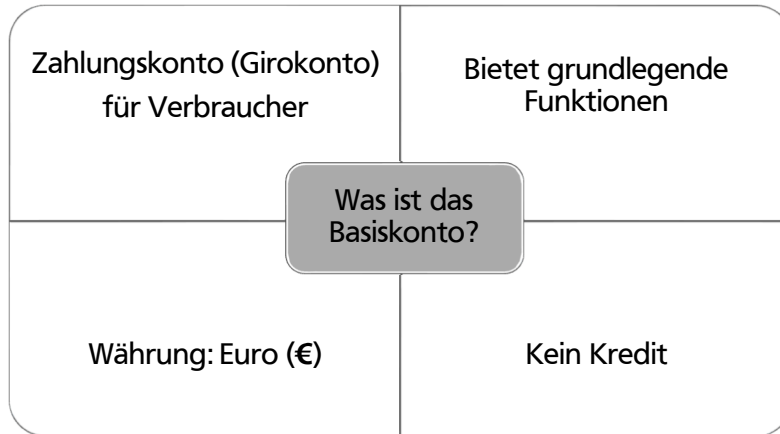 Zahlungskonto (Girokonto)
für Verbraucher
Bietet grundlegende
Funktionen
Was ist das
Basiskonto?
Währung: Euro (€)
Kein Kredit